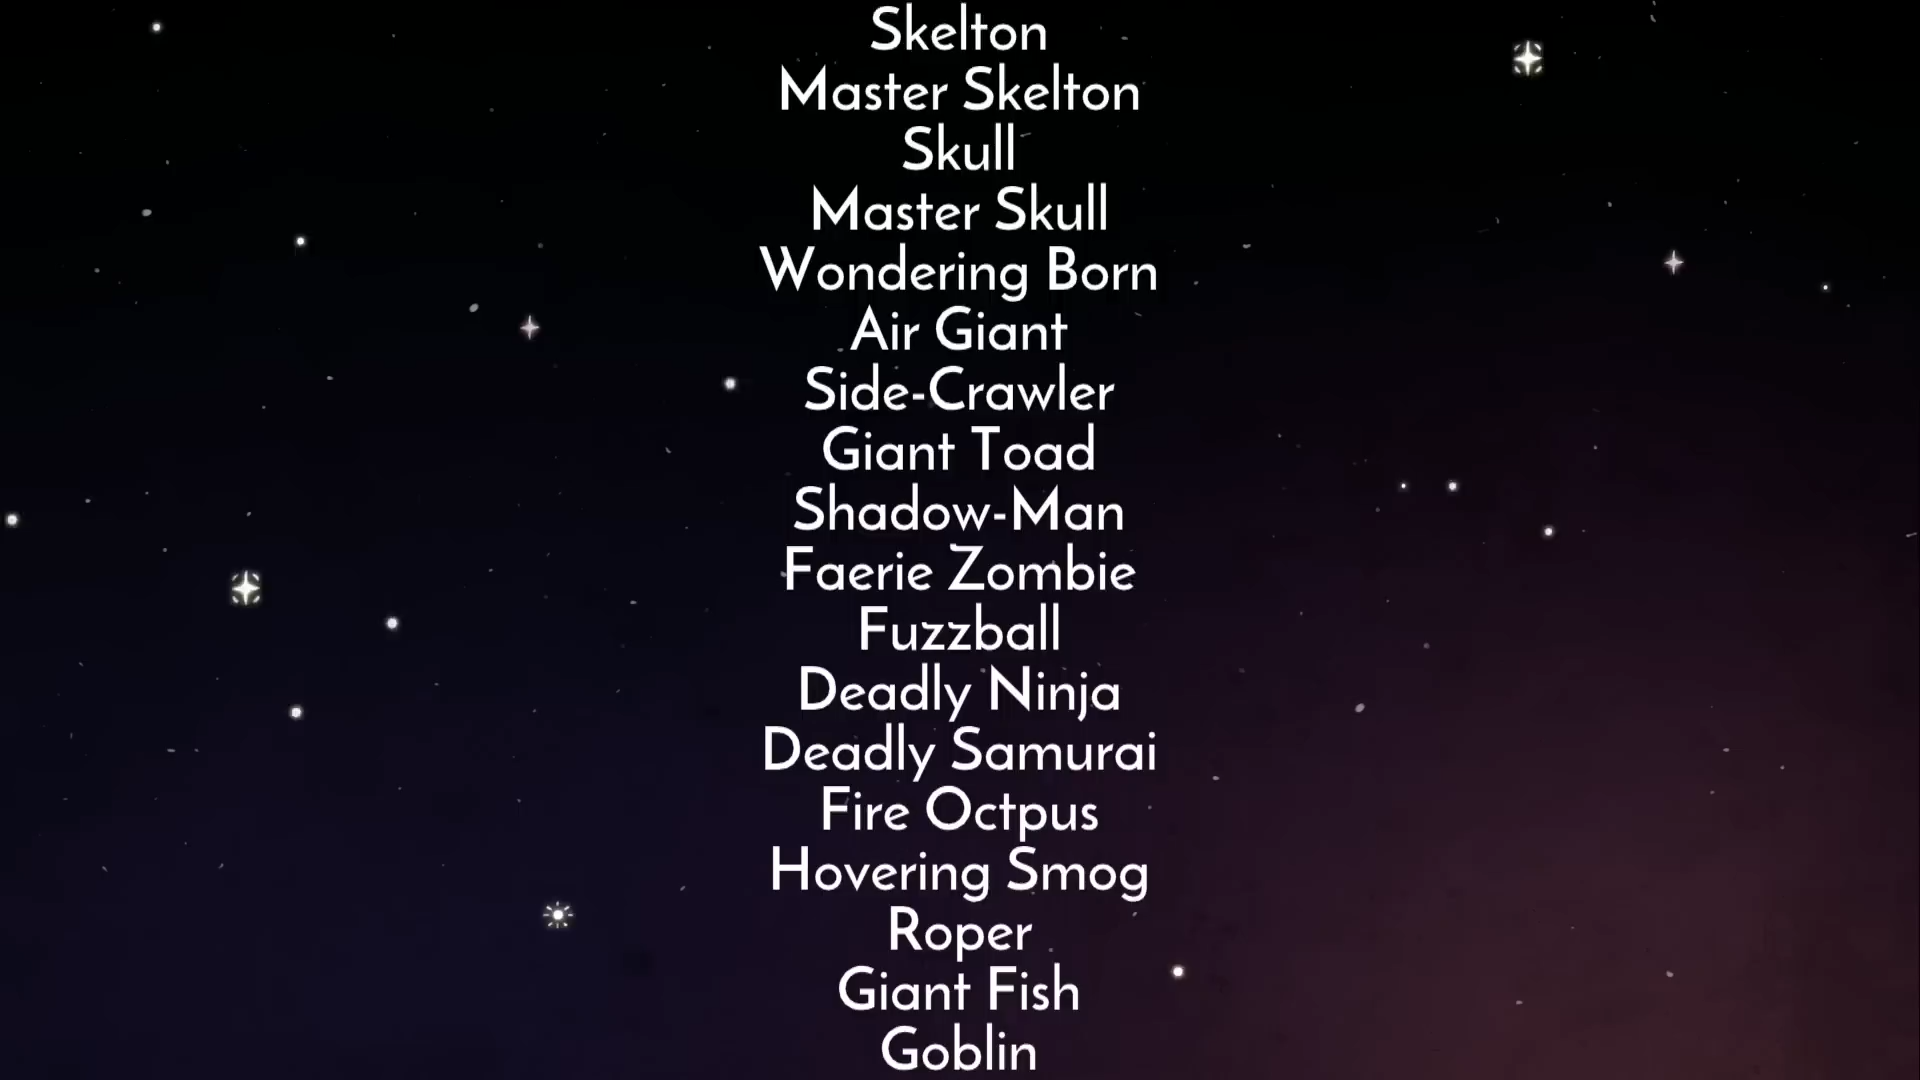 Skelton
Master Skelton
Skull
Master Skull
Wondering Born
Air Giant
Side-Crawler
Giant Toad
Shadow-Man
Faerie Zombie
Fuzzball
Deadly Ninja
Deadly Samurai
Fire Octpus
Hovering Smog
Roper
Giant Fish
Goblin